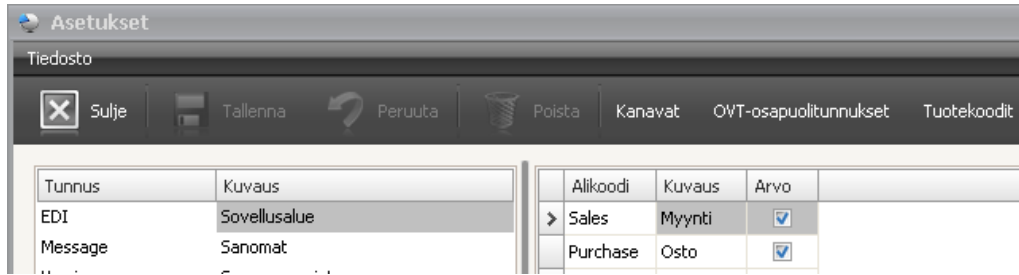 Asetukset
Tiedosto
Sulje Tallenna Peruuta Poista Kanavat OVT-osapuolitunnukset Tuotekoodit
Tunnus Kuvaus
EDI Sovellusalue
Message Sanomat
Alikoodi Kuvaus Arvo
Sales Myynti
Purchase Osto